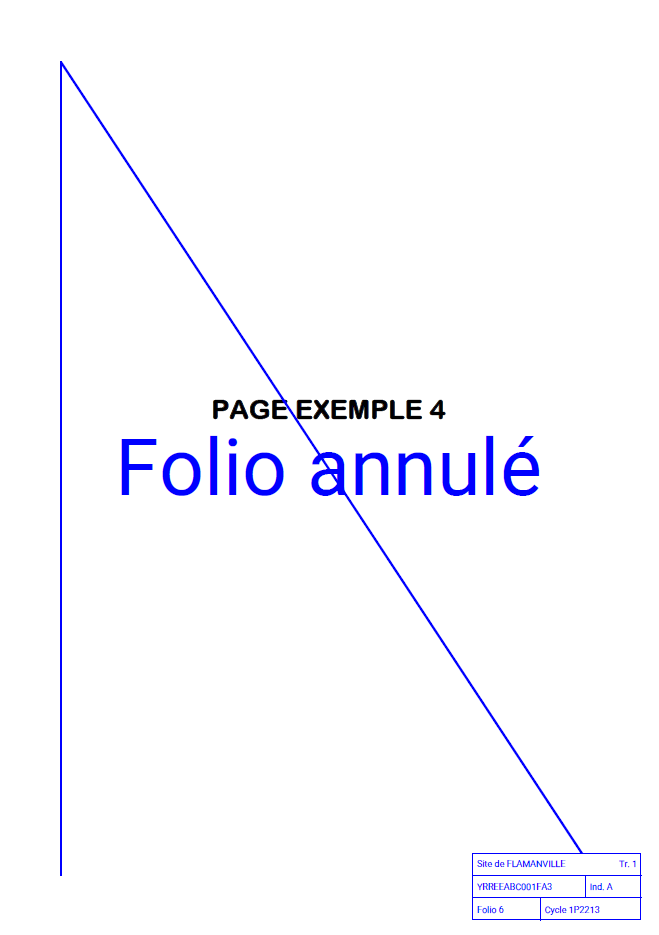 PAGE EXEMPLE 4
Folio annulé
Site de FLAMANVILLE Tr. 1
YRREEABC001FA3 Ind. A
Folio 6 Cycle 1P2213